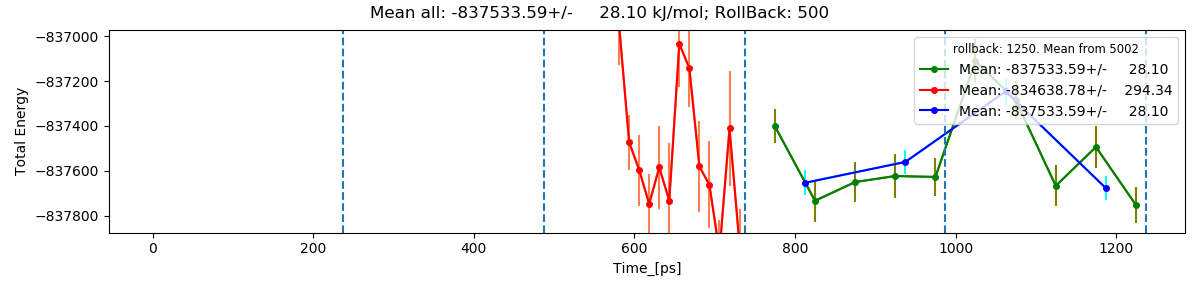 Mean all: -837533.59+/-     28.10 kJ/mol; RollBack: 500
rollback: 1250. Mean from 5002
Mean: -837533.59+/-     28.10
Mean: -834638.78+/-    294.34
Mean: -837533.59+/-     28.10
Total Energy
−837000
−837200
−837400
−837600
−837800
0 200 400 600 800 1000 1200
Time_[ps]